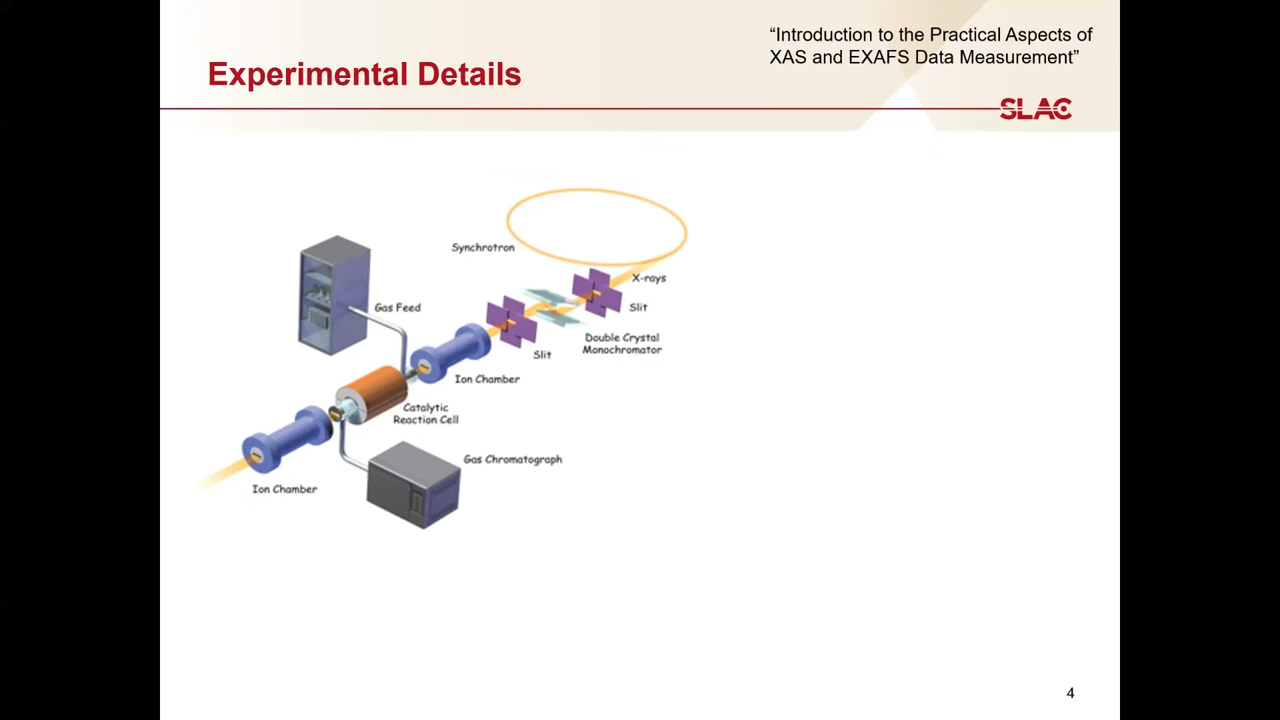 “Introduction to the Practical Aspects of
XAS and EXAFS Data Measurement”
Experimental Details
SLAC
Synchrotron
X-rays
Gas Feed
Slit
Double Crystal
Monochromator
Slit
Ion Chamber
Catalytic
Reaction Cell
Gas Chromatograph
Ion Chamber
4